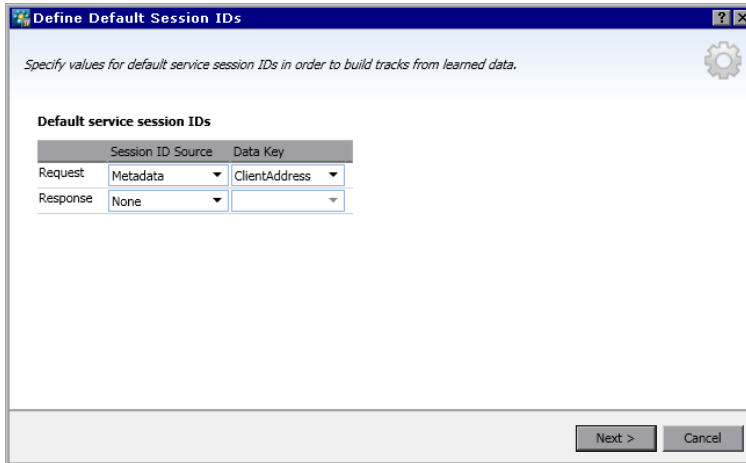 Define Default Session IDs
Specify values for default service session IDs in order to build tracks from learned data.
Default service session IDs
Session ID Source Data Key
Request Metadata ClientAddress
Response None
Next > Cancel